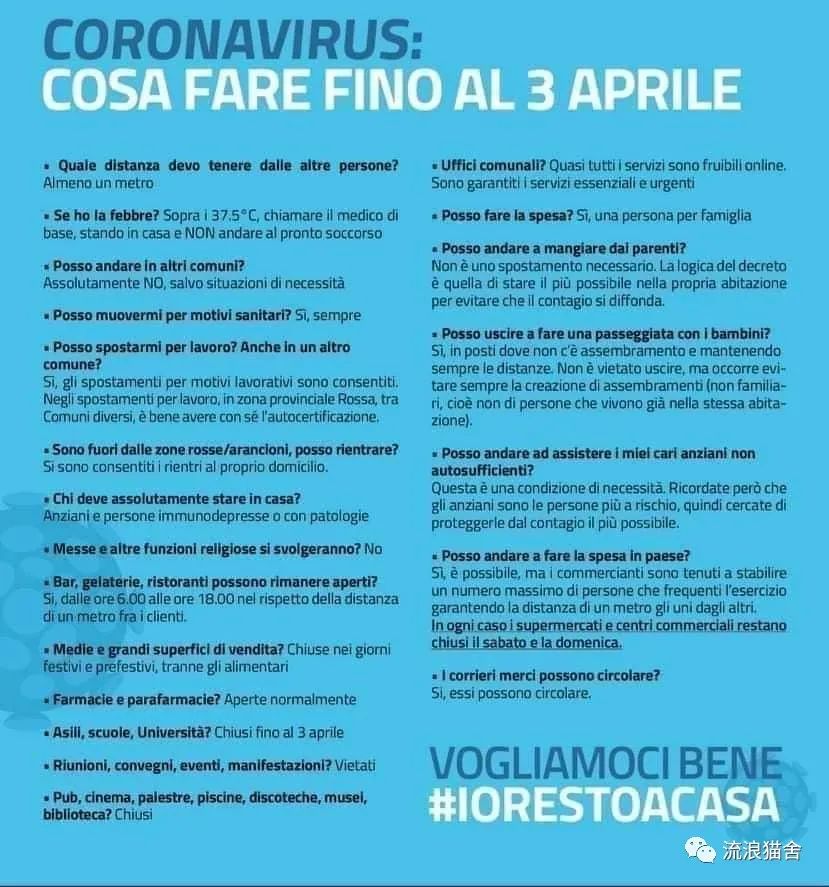 CORONAVIRUS:
COSA FARE FINO AL 3 APRILE
▪ Quale distanza devo tenere dalle altre persone?
Almeno un metro
▪ Se ho la febbre? Sopra i 37.5°C, chiamare il medico di
base, stando in casa e NON andare al pronto soccorso
▪ Posso andare in altri comuni?
Assolutamente NO, salvo situazioni di necessità
▪ Posso muovermi per motivi sanitari? Sì, sempre
▪ Posso spostarmi per lavoro? Anche in un altro
comune?
Sì, gli spostamenti per motivi lavorativi sono consentiti.
Negli spostamenti per lavoro, in zona provinciale Rossa, tra
Comuni diversi, è bene avere con sé l'autocertificazione.
▪ Sono fuori dalle zone rosse/arancioni, posso rientrare?
Si sono consentiti i rientri al proprio domicilio.
▪ Chi deve assolutamente stare in casa?
Anziani e persone immunodepresse o con patologie
▪ Messe e altre funzioni religiose si svolgeranno? No
▪ Bar, gelaterie, ristoranti possono rimanere aperti?
Si, dalle ore 6.00 alle ore 18.00 nel rispetto della distanza
di un metro fra i clienti.
▪ Medie e grandi superfici di vendita? Chiuse nei giorni
festivi e prefestivi, tranne gli alimentari
▪ Farmacie e parafarmacie? Aperte normalmente
▪ Asili, scuole, Università? Chiusi fino al 3 aprile
▪ Riunioni, convegni, eventi, manifestazioni? Vietati
▪ Pub, cinema, palestre, piscine, discoteche, musei,
biblioteca? Chiusi
▪ Uffici comunali? Quasi tutti i servizi sono fruibili online.
Sono garantiti i servizi essenziali e urgenti
▪ Posso fare la spesa? Sì, una persona per famiglia
▪ Posso andare a mangiare dai parenti?
Non è uno spostamento necessario. La logica del decreto
è quella di stare il più possibile nella propria abitazione
per evitare che il contagio si diffonda.
▪ Posso uscire a fare una passeggiata con i bambini?
Sì, in posti dove non c'è assembramento e mantenendo
sempre le distanze. Non è vietato uscire, ma occorre evi-
tare sempre la creazione di assembramenti (non familia-
ri, cioè non di persone che vivono già nella stessa abita-
zione).
▪ Posso andare ad assistere i miei cari anziani non
autosufficienti?
Questa è una condizione di necessità. Ricordate però che
gli anziani sono le persone più a rischio, quindi cercate di
proteggerle dal contagio il più possibile.
▪ Posso andare a fare la spesa in paese?
Sì, è possibile, ma i commercianti sono tenuti a stabilire
un numero massimo di persone che frequenti l'esercizio
garantendo la distanza di un metro gli uni dagli altri.
In ogni caso i supermercati e centri commerciali restano
chiusi il sabato e la domenica.
▪ I corrieri merci possono circolare?
Si, essi possono circolare.
VOGLIAMOCI BENE
#IORESTOACASA
流浪猫舍